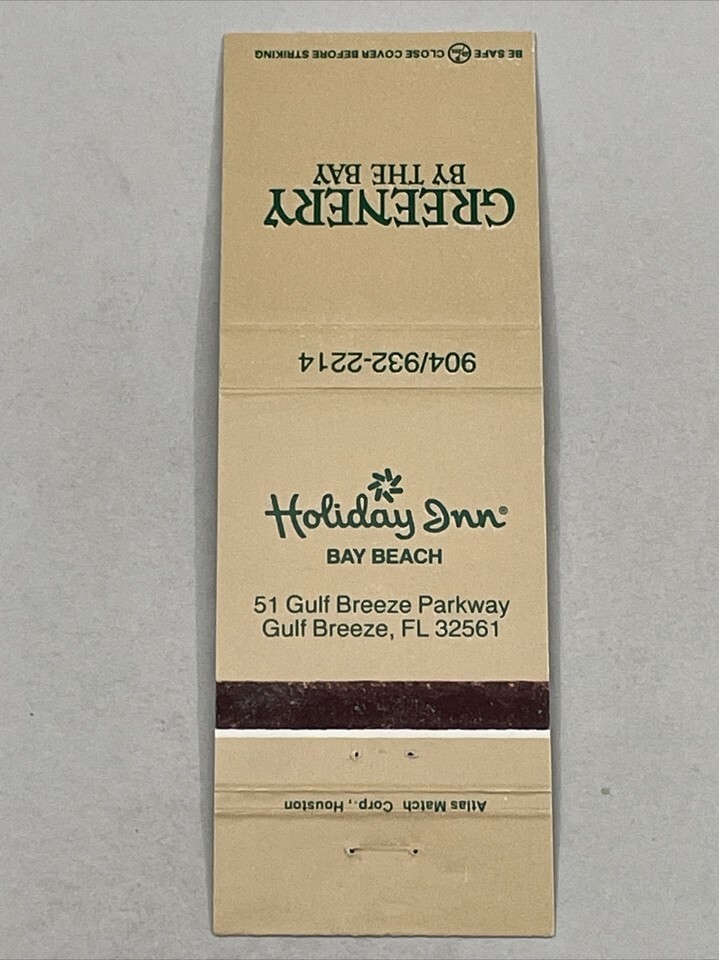 BE SAFE CLOSE COVER BEFORE STRIKING
GREENERY
BY THE BAY
904/932-2214
Holiday Inn®
BAY BEACH
51 Gulf Breeze Parkway
Gulf Breeze, FL 32561
Atlas Match Corp., Houston